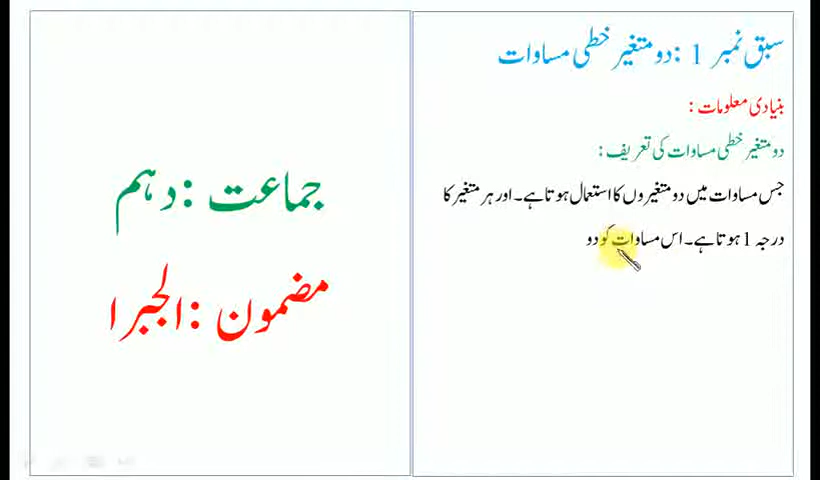 سبق نمبر 1 : دو متغیر خطی مساوات
بنیادی معلومات :
دو متغیر خطی مساوات کی تعریف :
جس مساوات میں دو متغیروں کا استعمال ہوتا ہے۔ اور ہر متغیر کا
درجہ 1 ہوتا ہے۔ اس مساوات کو دو
جماعت : دہم
مضمون : الجبرا